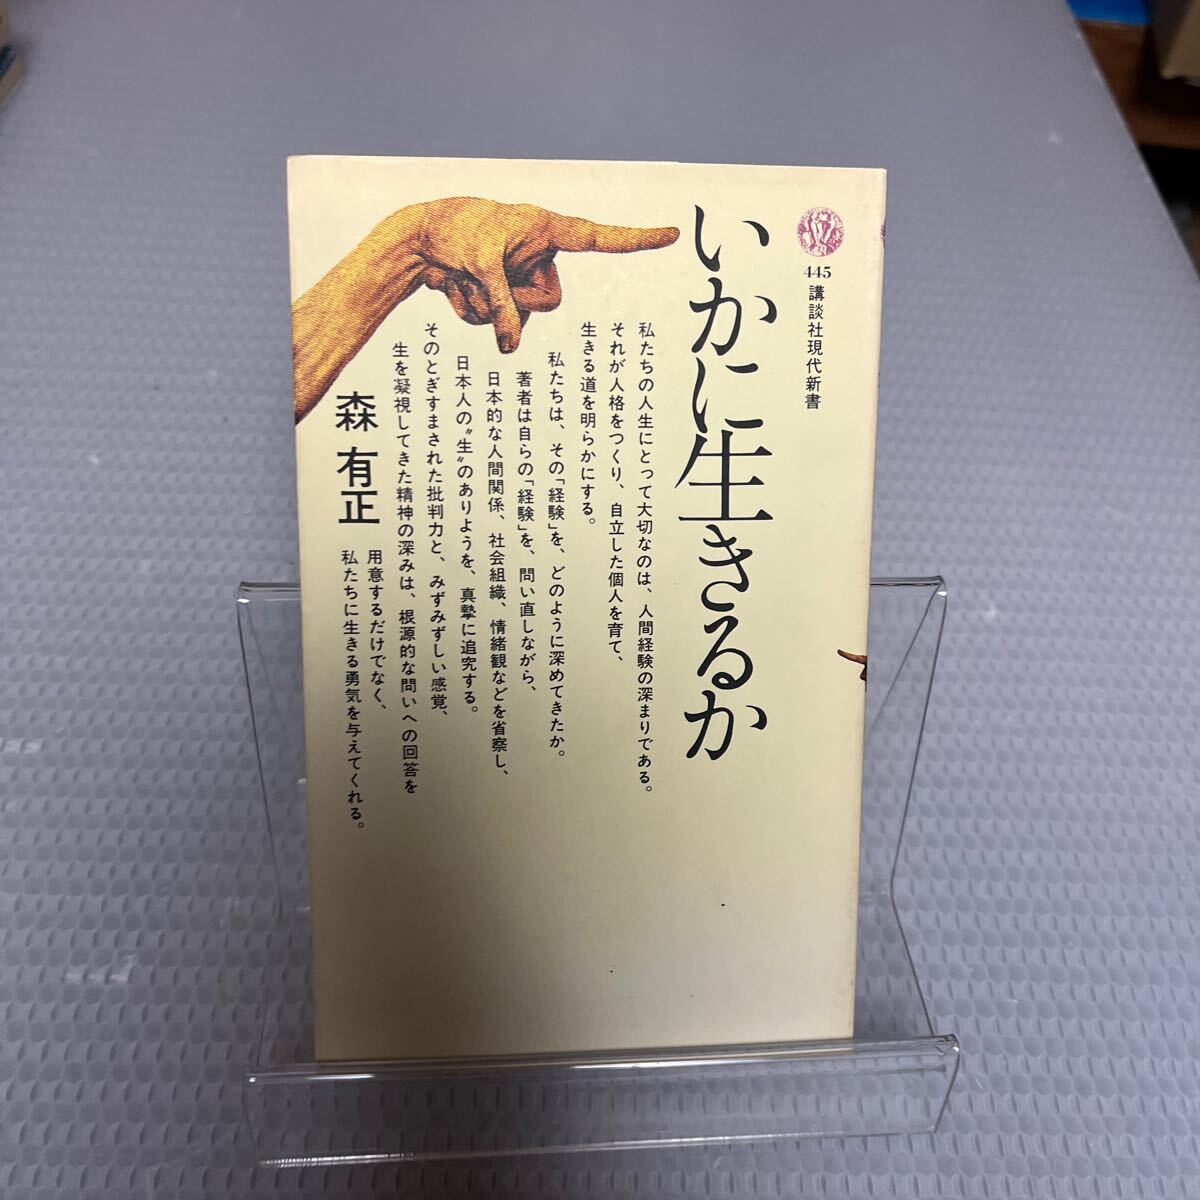 445
講談社現代新書
いかに生きるか
私たちの人生にとって大切なのは、人間経験の深まりである。
それが人格をつくり、自立した個人を育て、
生きる道を明らかにする。
私たちは、その「経験」を、どのように深めてきたか。
著者は自らの「経験」を、問い直しながら、
日本的な人間関係、社会組織、情緒観などを省察し、
日本人の〝生〟のありようを、真摯に追究する。
そのとぎすまされた批判力と、みずみずしい感覚、
生を凝視してきた精神の深みは、根源的な問いへの回答を
用意するだけでなく、
私たちに生きる勇気を与えてくれる。
森有正